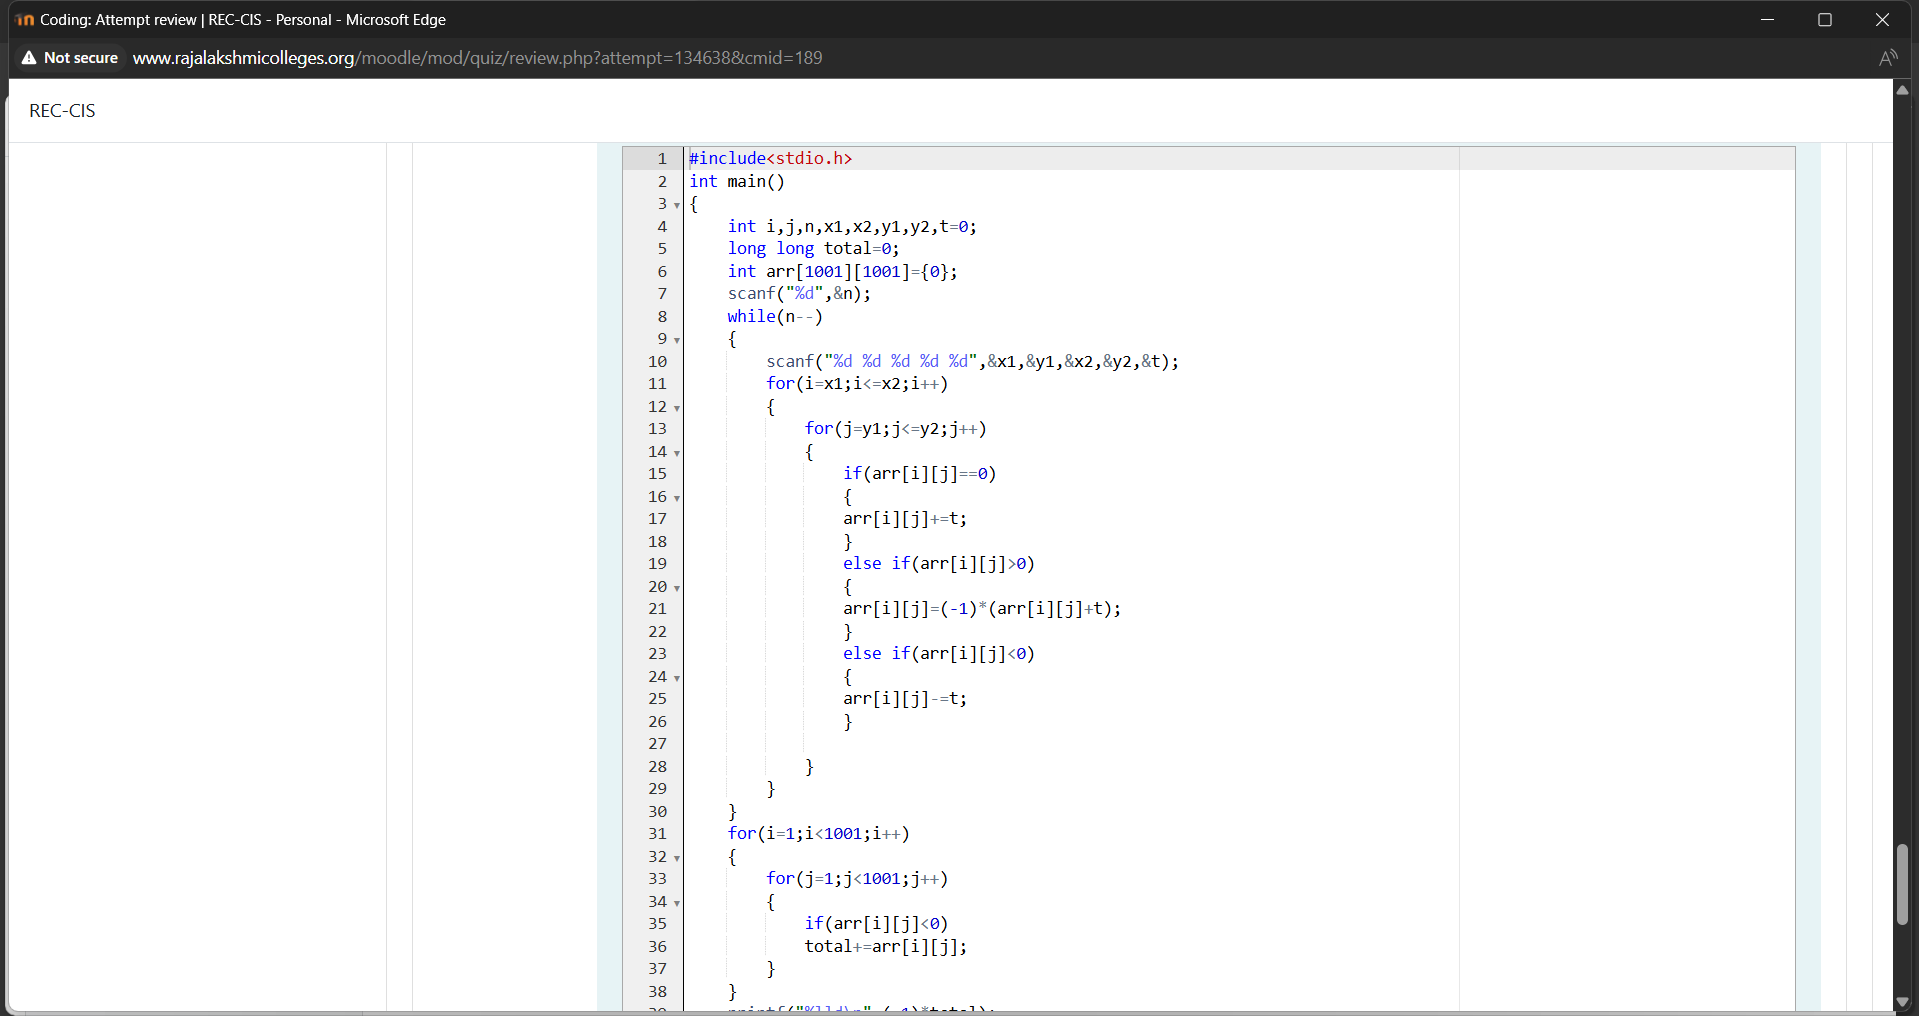 Coding: Attempt review | REC-CIS - Personal - Microsoft Edge
Not secure www.rajalakshmicolleges.org/moodle/mod/quiz/review.php?attempt=134638&cmid=189
REC-CIS
1 #include<stdio.h>
2 int main()
3 {
4 int i,j,n,x1,x2,y1,y2,t=0;
5 long long total=0;
6 int arr[1001][1001]={0};
7 scanf("%d",&n);
8 while(n--)
9 {
10 scanf("%d %d %d %d %d",&x1,&y1,&x2,&y2,&t);
11 for(i=x1;i<=x2;i++)
12 {
13 for(j=y1;j<=y2;j++)
14 {
15 if(arr[i][j]==0)
16 {
17 arr[i][j]+=t;
18 }
19 else if(arr[i][j]>0)
20 {
21 arr[i][j]=(-1)*(arr[i][j]+t);
22 }
23 else if(arr[i][j]<0)
24 {
25 arr[i][j]-=t;
26 }
27
28 }
29 }
30 }
31 for(i=1;i<1001;i++)
32 {
33 for(j=1;j<1001;j++)
34 {
35 if(arr[i][j]<0)
36 total+=arr[i][j];
37 }
38 }
39 printf("%lld\n",(-1)*total);